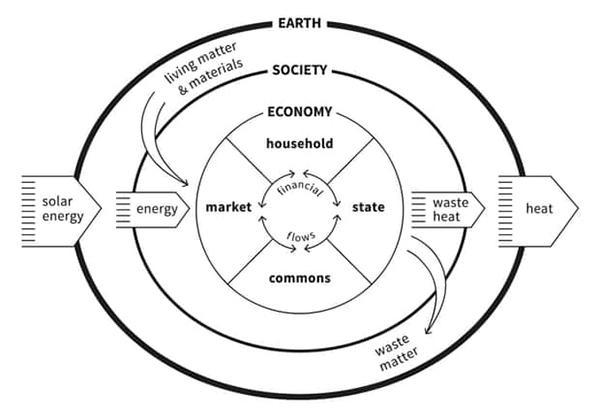 EARTH
living matter
& materials
SOCIETY
ECONOMY
household
solar
energy
energy
market
financial
state
waste
heat
heat
flows
commons
waste
matter